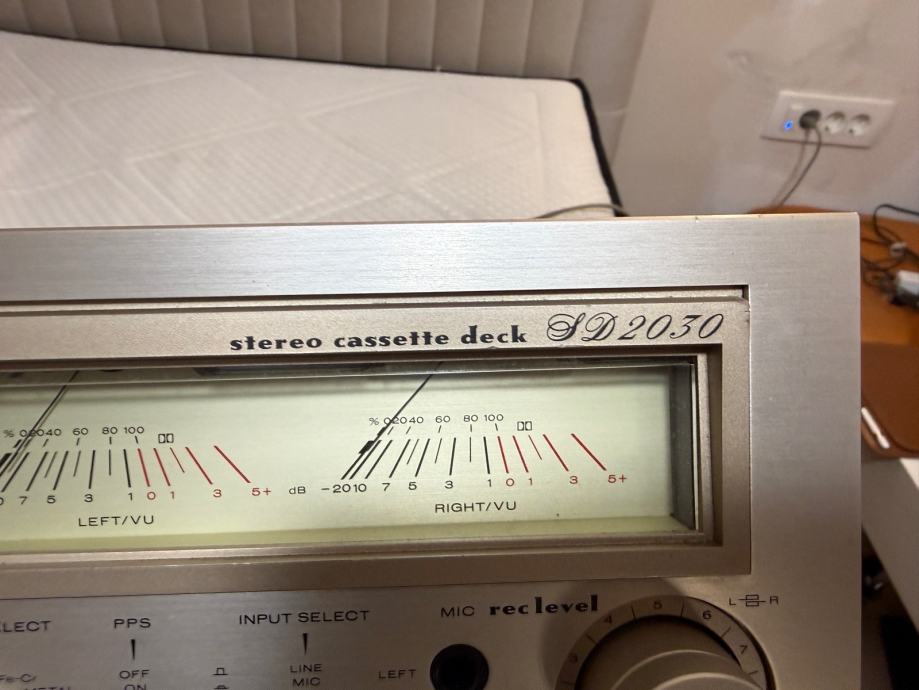 stereo cassette deck SD2030
% 0 20 40 60 80 100
% 0 20 40 60 80 100
7 5 3 1 0 1 3 5+ dB
-20 10 7 5 3 1 0 1 3 5+
LEFT/VU
RIGHT/VU
PPS
INPUT SELECT
MIC rec level
L R
OFF
ON
LINE
MIC
LEFT
4 5 6 7